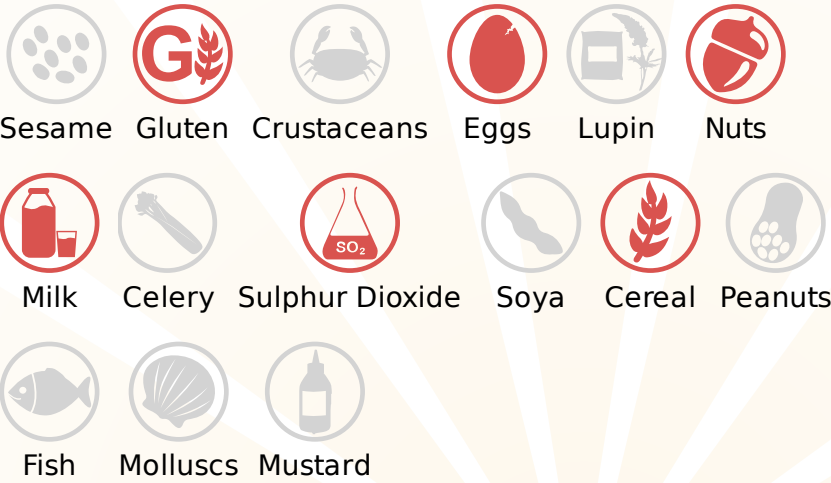 G
SO₂
Sesame Gluten Crustaceans Eggs Lupin Nuts
Milk Celery Sulphur Dioxide Soya Cereal Peanuts
Fish Molluscs Mustard